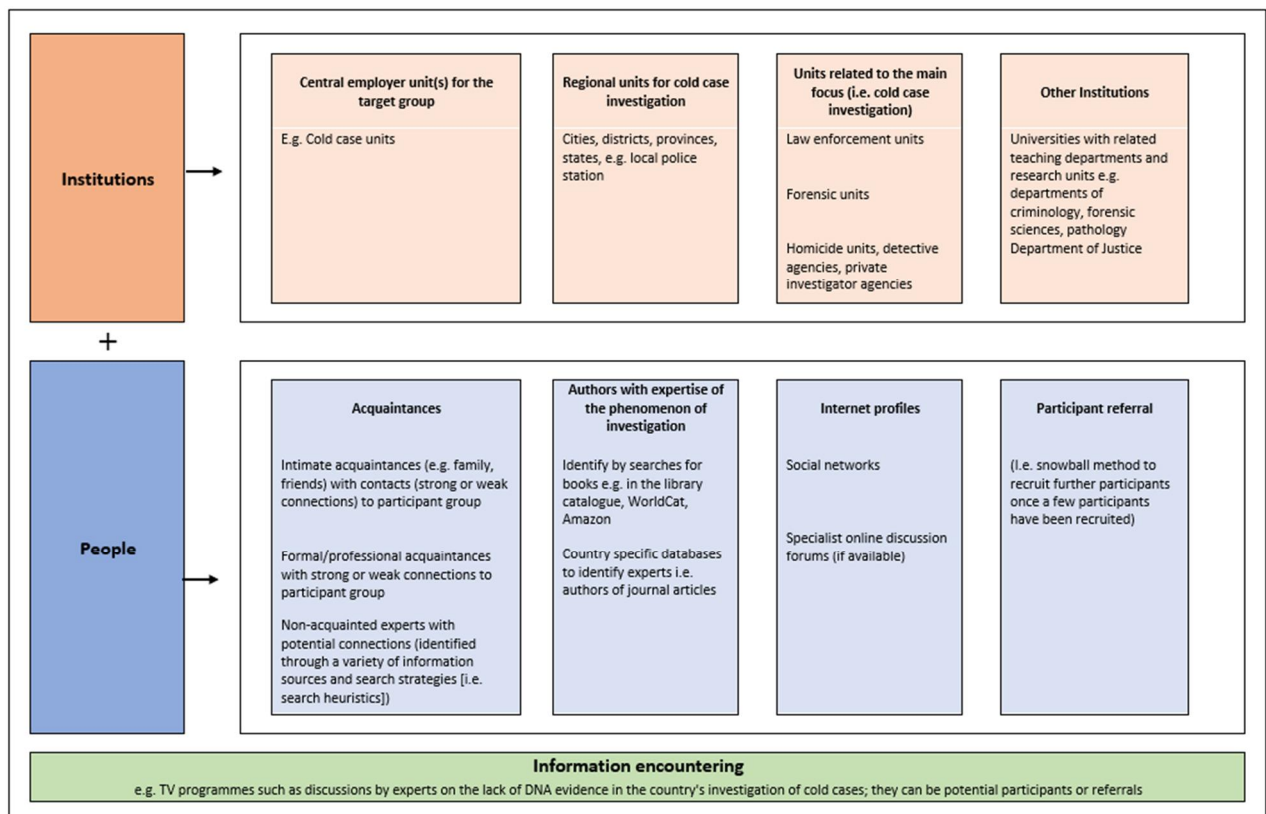 Institutions
Central employer unit(s) for the
target group
E.g. Cold case units
Regional units for cold case
investigation
Cities, districts, provinces,
states, e.g. local police
station
Units related to the main
focus (i.e. cold case
investigation)
Law enforcement units
Forensic units
Homicide units, detective
agencies, private
investigator agencies
Other Institutions
Universities with related
teaching departments and
research units e.g.
departments of
criminology, forensic
sciences, pathology
Department of Justice
+
People
Acquaintances
Intimate acquaintances (e.g. family,
friends) with contacts (strong or weak
connections) to participant group
Formal/professional acquaintances
with strong or weak connections to
participant group
Non-acquainted experts with
potential connections (identified
through a variety of information
sources and search strategies [i.e.
search heuristics])
Authors with expertise of
the phenomenon of
investigation
Identify by searches for
books e.g. in the library
catalogue, WorldCat,
Amazon
Country specific databases
to identify experts i.e.
authors of journal articles
Internet profiles
Social networks
Specialist online discussion
forums (if available)
Participant referral
(I.e. snowball method to
recruit further participants
once a few participants
have been recruited)
Information encountering
e.g. TV programmes such as discussions by experts on the lack of DNA evidence in the country's investigation of cold cases; they can be potential participants or referrals